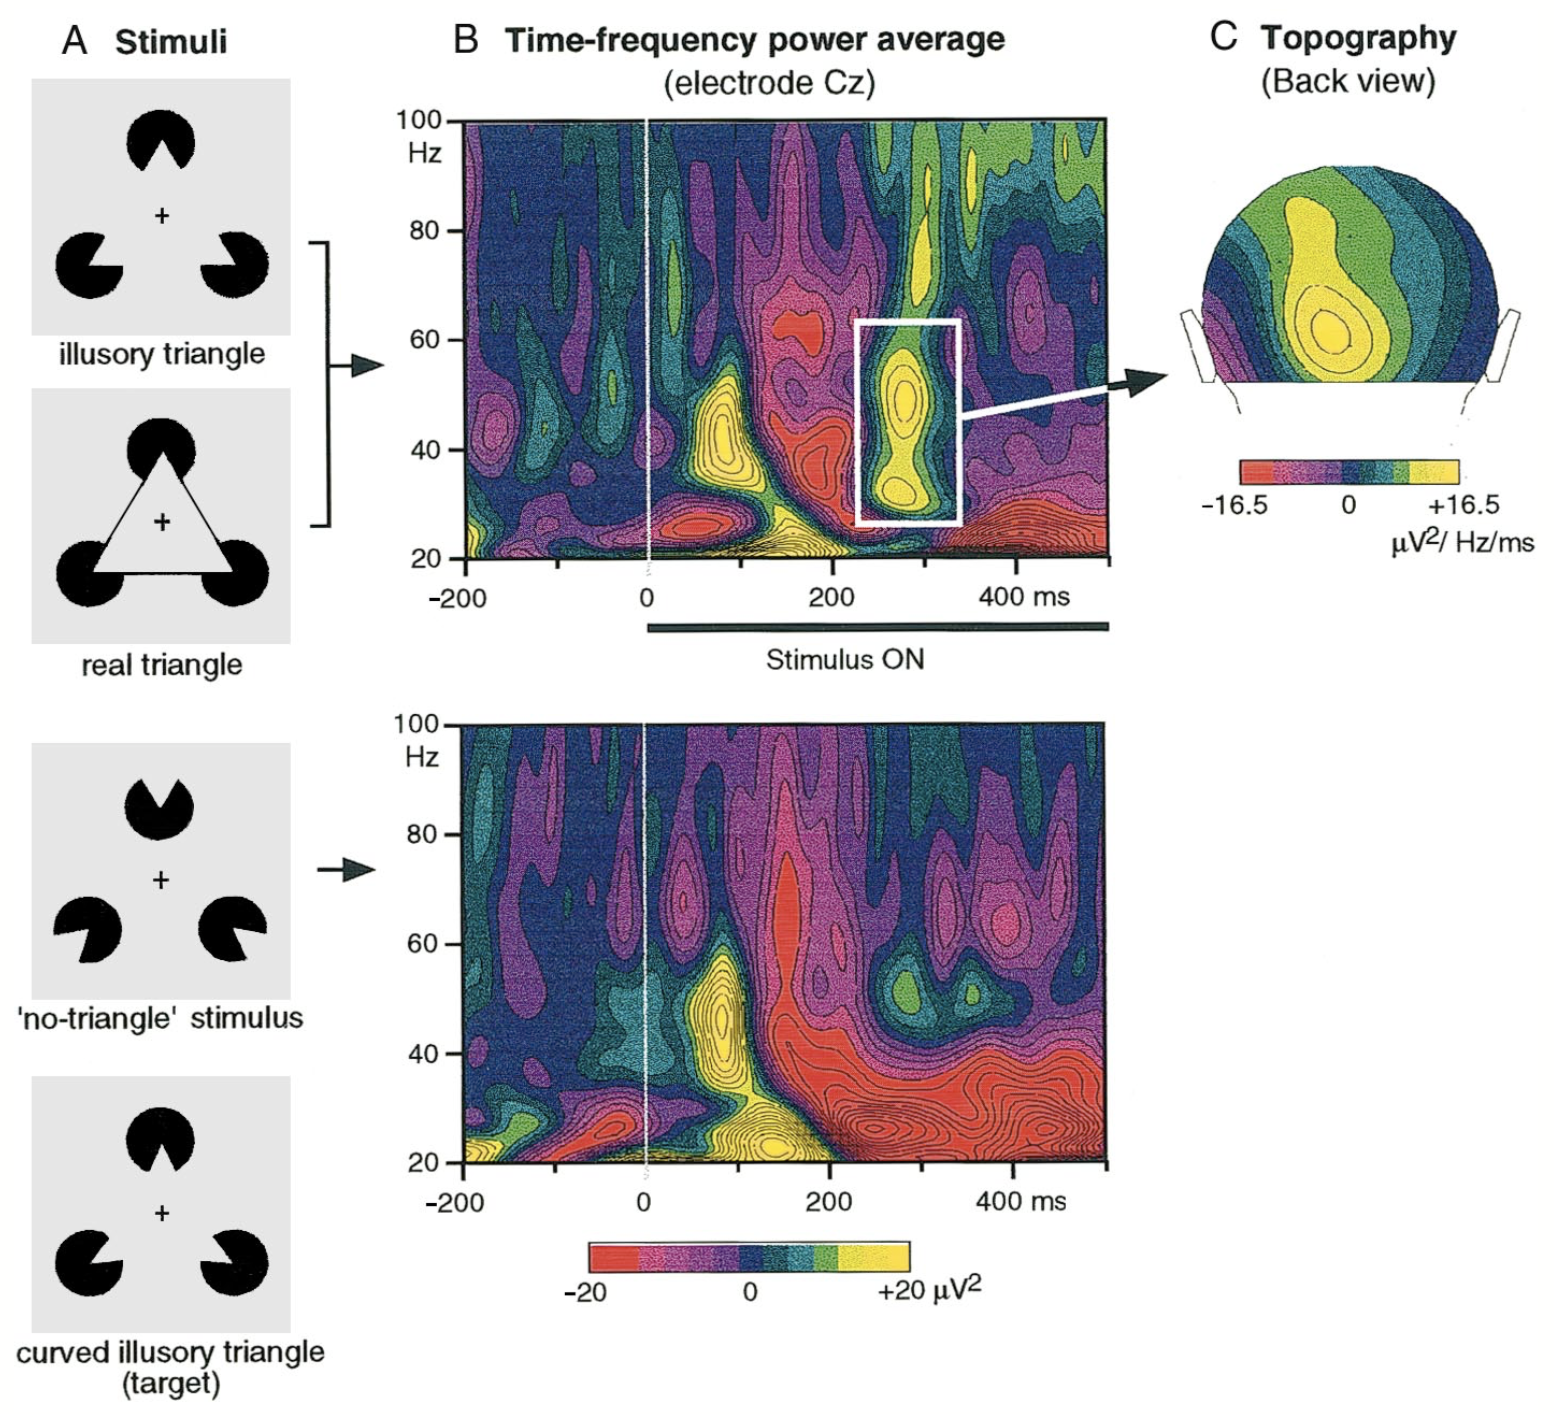 A Stimuli
illusory triangle
real triangle
'no-triangle' stimulus
curved illusory triangle
(target)
B Time-frequency power average
(electrode Cz)
100
Hz
80
60
40
20
-200 0 200 400 ms
Stimulus ON
100
Hz
80
60
40
20
-200 0 200 400 ms
-20 0 +20 μV2
C Topography
(Back view)
-16.5 0 +16.5
μV2/ Hz/ms